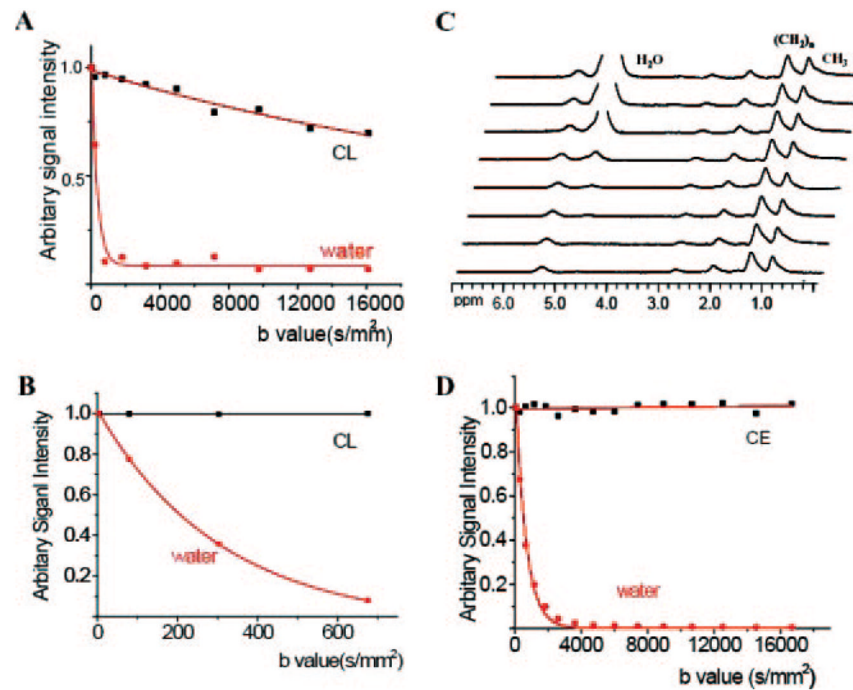 A
Arbitary signal intensity
1.0
0.5
CL
water
0 4000 8000 12000 16000
b value(s/mm²)
B
Arbitary Siganl Intensity
1.0
0.8
0.6
0.4
0.2
CL
water
0 200 400 600
b value(s/mm²)
C
(CH₂)ₙ
H₂O
CH₃
ppm 6.0 5.0 4.0 3.0 2.0 1.0
D
Arbitary Signal Intensity
1.0
0.8
0.6
0.4
0.2
CE
water
0 4000 8000 12000 16000
b value(s/mm²)